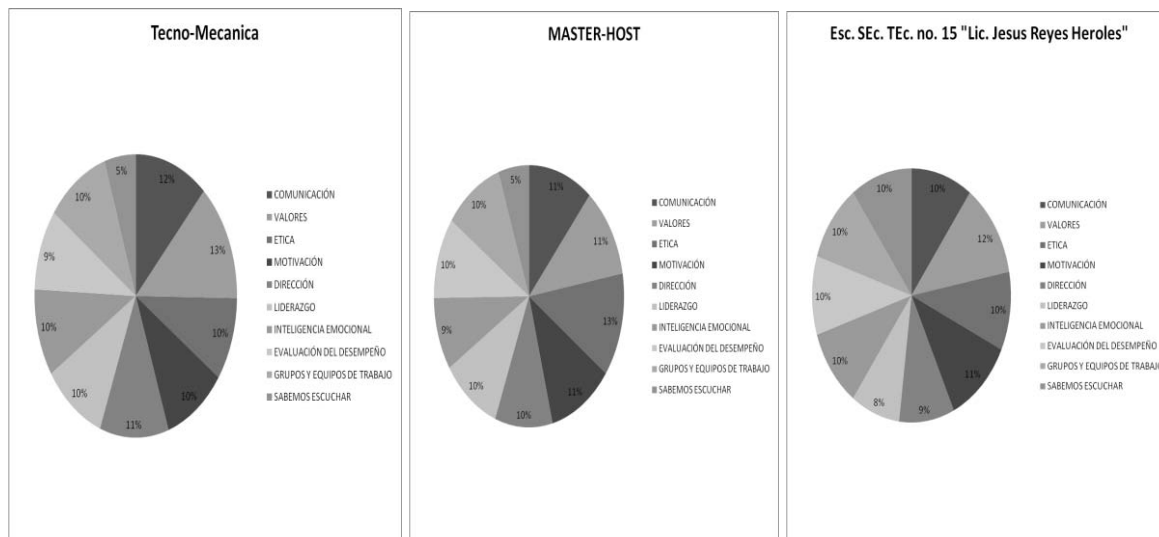 Tecno-Mecanica
12%
13%
10%
10%
11%
10%
10%
9%
10%
5%
COMUNICACIÓN
VALORES
ETICA
MOTIVACIÓN
DIRECCIÓN
LIDERAZGO
INTELIGENCIA EMOCIONAL
EVALUACIÓN DEL DESEMPEÑO
GRUPOS Y EQUIPOS DE TRABAJO
SABEMOS ESCUCHAR
MASTER-HOST
11%
11%
13%
11%
10%
10%
9%
10%
10%
5%
COMUNICACIÓN
VALORES
ETICA
MOTIVACIÓN
DIRECCIÓN
LIDERAZGO
INTELIGENCIA EMOCIONAL
EVALUACIÓN DEL DESEMPEÑO
GRUPOS Y EQUIPOS DE TRABAJO
SABEMOS ESCUCHAR
Esc. SEc. TEc. no. 15 "Lic. Jesus Reyes Heroles"
10%
12%
10%
11%
9%
8%
10%
10%
10%
10%
COMUNICACIÓN
VALORES
ETICA
MOTIVACIÓN
DIRECCIÓN
LIDERAZGO
INTELIGENCIA EMOCIONAL
EVALUACIÓN DEL DESEMPEÑO
GRUPOS Y EQUIPOS DE TRABAJO
SABEMOS ESCUCHAR